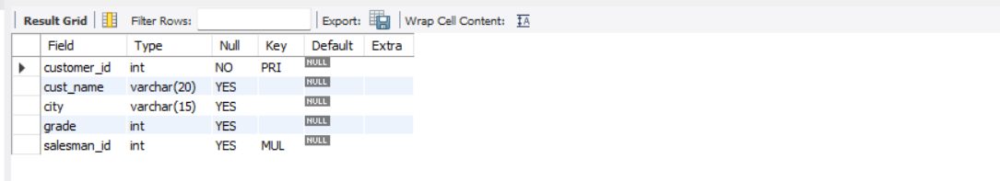 Result Grid Filter Rows: Export: Wrap Cell Content: IA
Field Type Null Key Default Extra
customer_id int NO PRI NULL
cust_name varchar(20) YES NULL
city varchar(15) YES NULL
grade int YES NULL
salesman_id int YES MUL NULL